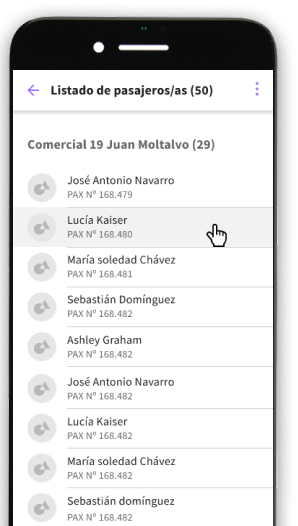 Listado de pasajeros/as (50)
Comercial 19 Juan Moltalvo (29)
José Antonio Navarro
PAX Nº 168.479
Lucía Kaiser
PAX Nº 168.480
María soledad Chávez
PAX Nº 168.481
Sebastián Domínguez
PAX Nº 168.482
Ashley Graham
PAX Nº 168.482
José Antonio Navarro
PAX Nº 168.482
Lucía Kaiser
PAX Nº 168.482
María soledad Chávez
PAX Nº 168.482
Sebastián domínguez
PAX Nº 168.482